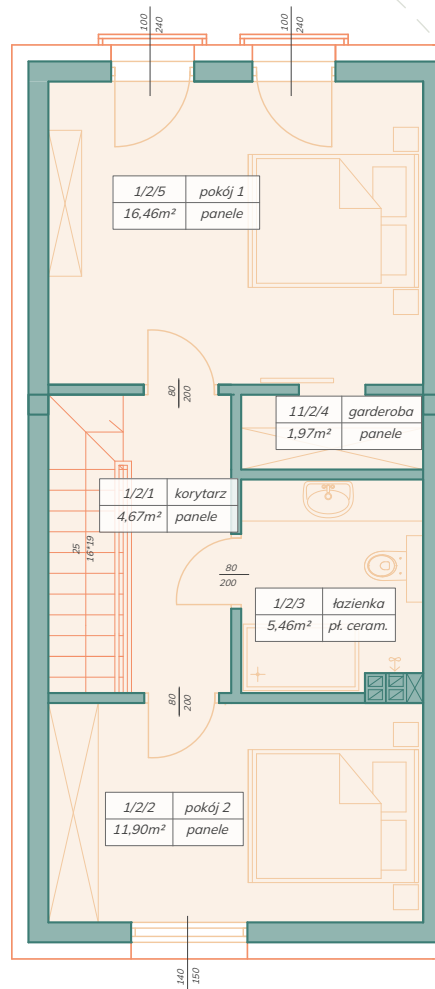 100
240
100
240
1/2/5 pokój 1
16,46m² panele
80
200
11/2/4 garderoba
1,97m² panele
1/2/1 korytarz
4,67m² panele
25
16*19
80
200
1/2/3 łazienka
5,46m² pł. ceram.
80
200
1/2/2 pokój 2
11,90m² panele
140
150